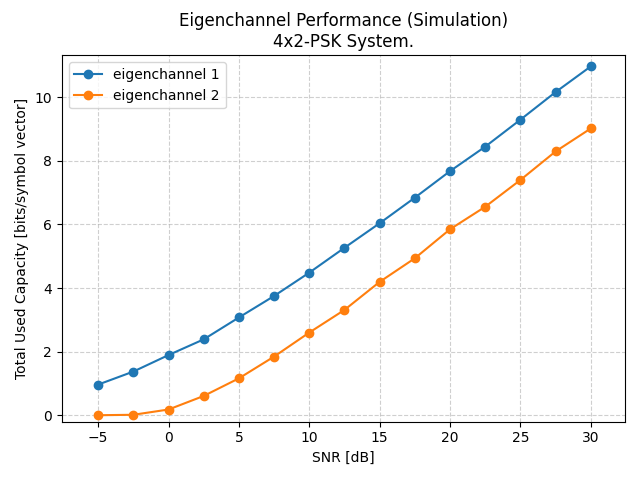 Eigenchannel Performance (Simulation)
4x2-PSK System.
eigenchannel 1
eigenchannel 2
Total Used Capacity [bits/symbol vector]
10
8
6
4
2
0
−5 0 5 10 15 20 25 30
SNR [dB]